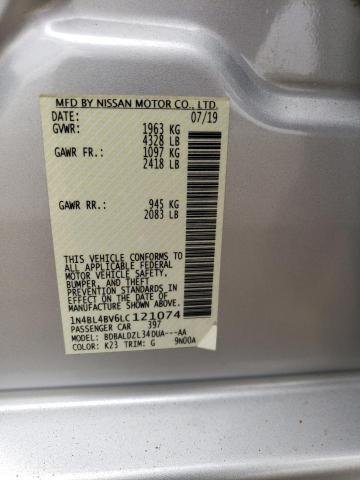 MFD BY NISSAN MOTOR CO., LTD.
DATE: 07/19
GVWR: 1963 KG
4328 LB
GAWR FR.: 1097 KG
2418 LB
GAWR RR.: 945 KG
2083 LB
THIS VEHICLE CONFORMS
TO ALL APPLICABLE FEDERAL
MOTOR VEHICLE SAFETY,
BUMPER, AND THEFT
PREVENTION STANDARDS IN
EFFECT ON THE DATE OF
MANUFACTURE SHOWN ABOVE.
1N4BL4BV6LC121074
PASSENGER CAR 397
MODEL: BDBALDZL34DUA---AA
COLOR: K23 TRIM: G 9N00A